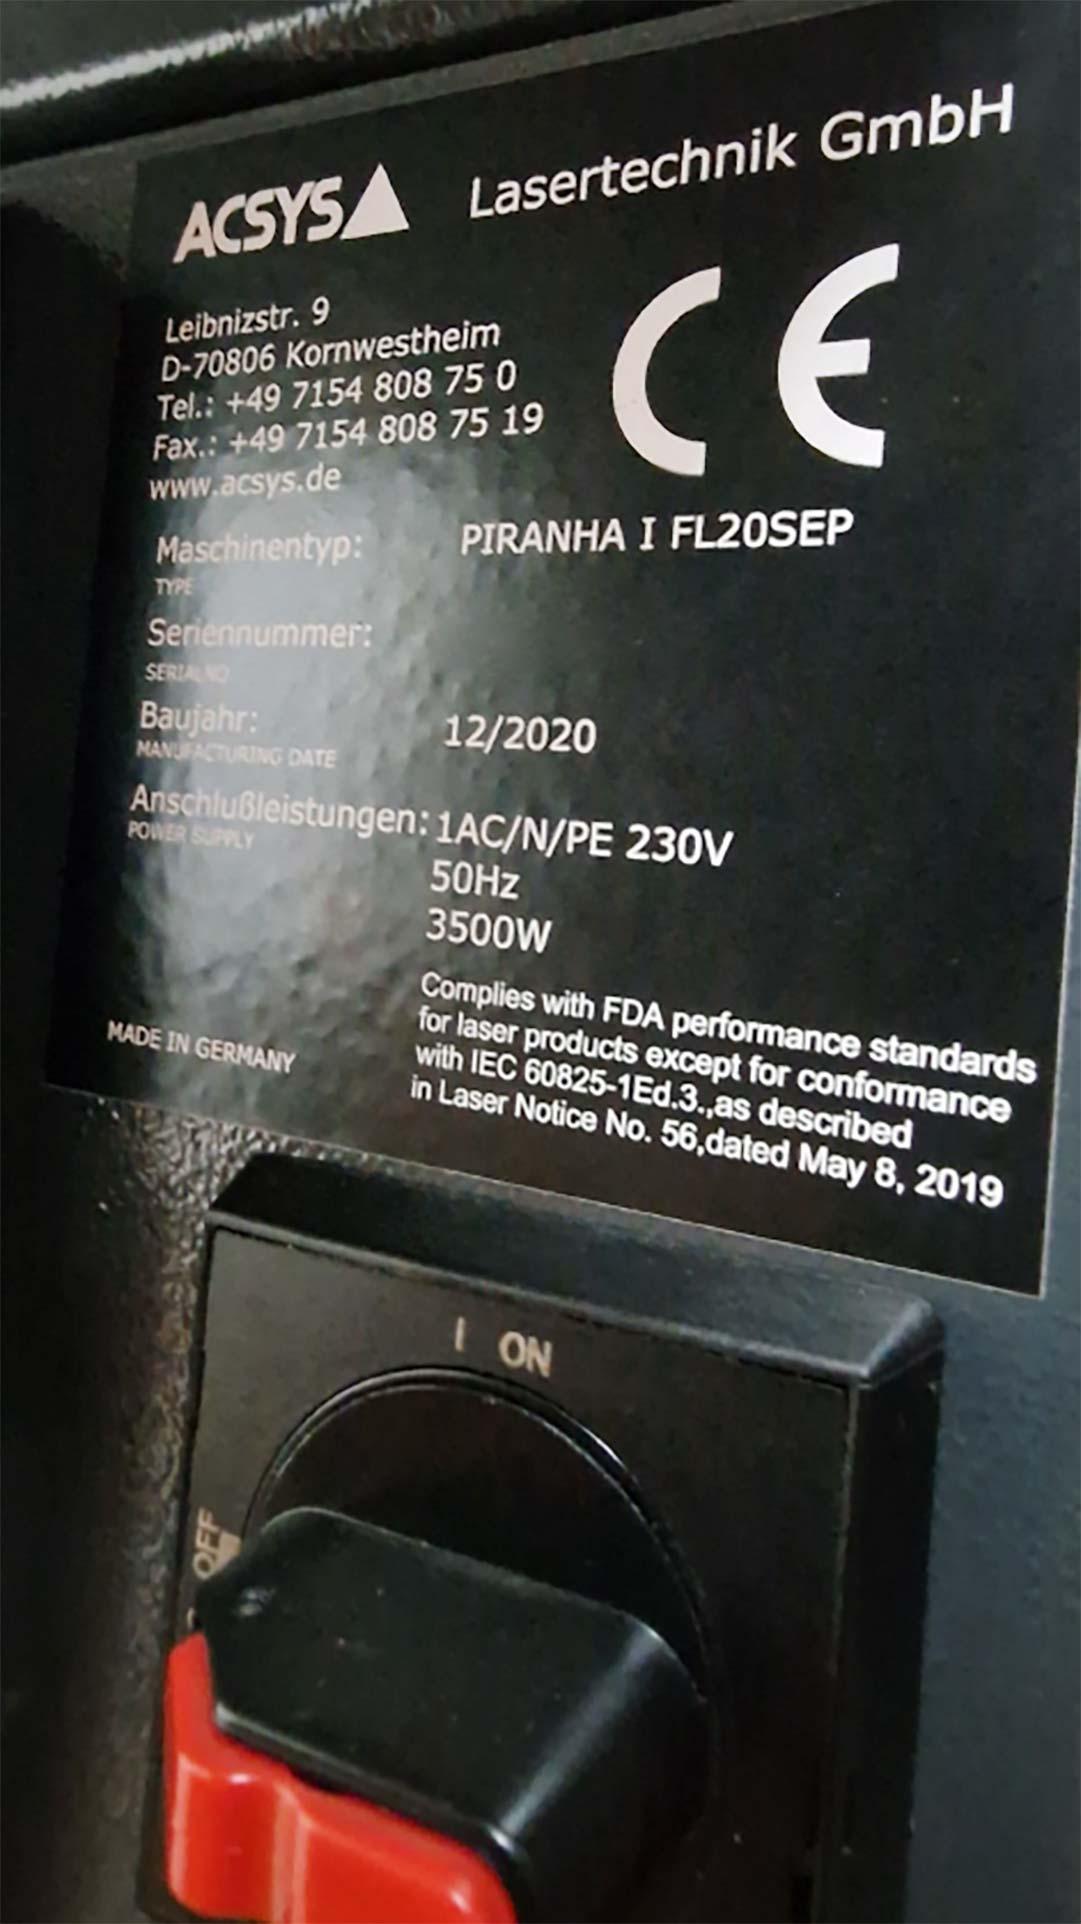 ACSYS Lasertechnik GmbH
CE
Leibnizstr. 9
D-70806 Kornwestheim
Tel.: +49 7154 808 75 0
Fax.: +49 7154 808 75 19
www.acsys.de
Maschinentyp: PIRANHA I FL20SEP
TYPE
Seriennummer:
SERIALNO
Baujahr: 12/2020
MANUFACTURING DATE
Anschlußleistungen: 1AC/N/PE 230V
POWER SUPPLY
50Hz
3500W
Complies with FDA performance standards
for laser products except for conformance
with IEC 60825-1Ed.3.,as described
in Laser Notice No. 56,dated May 8, 2019
MADE IN GERMANY
I ON
OFF